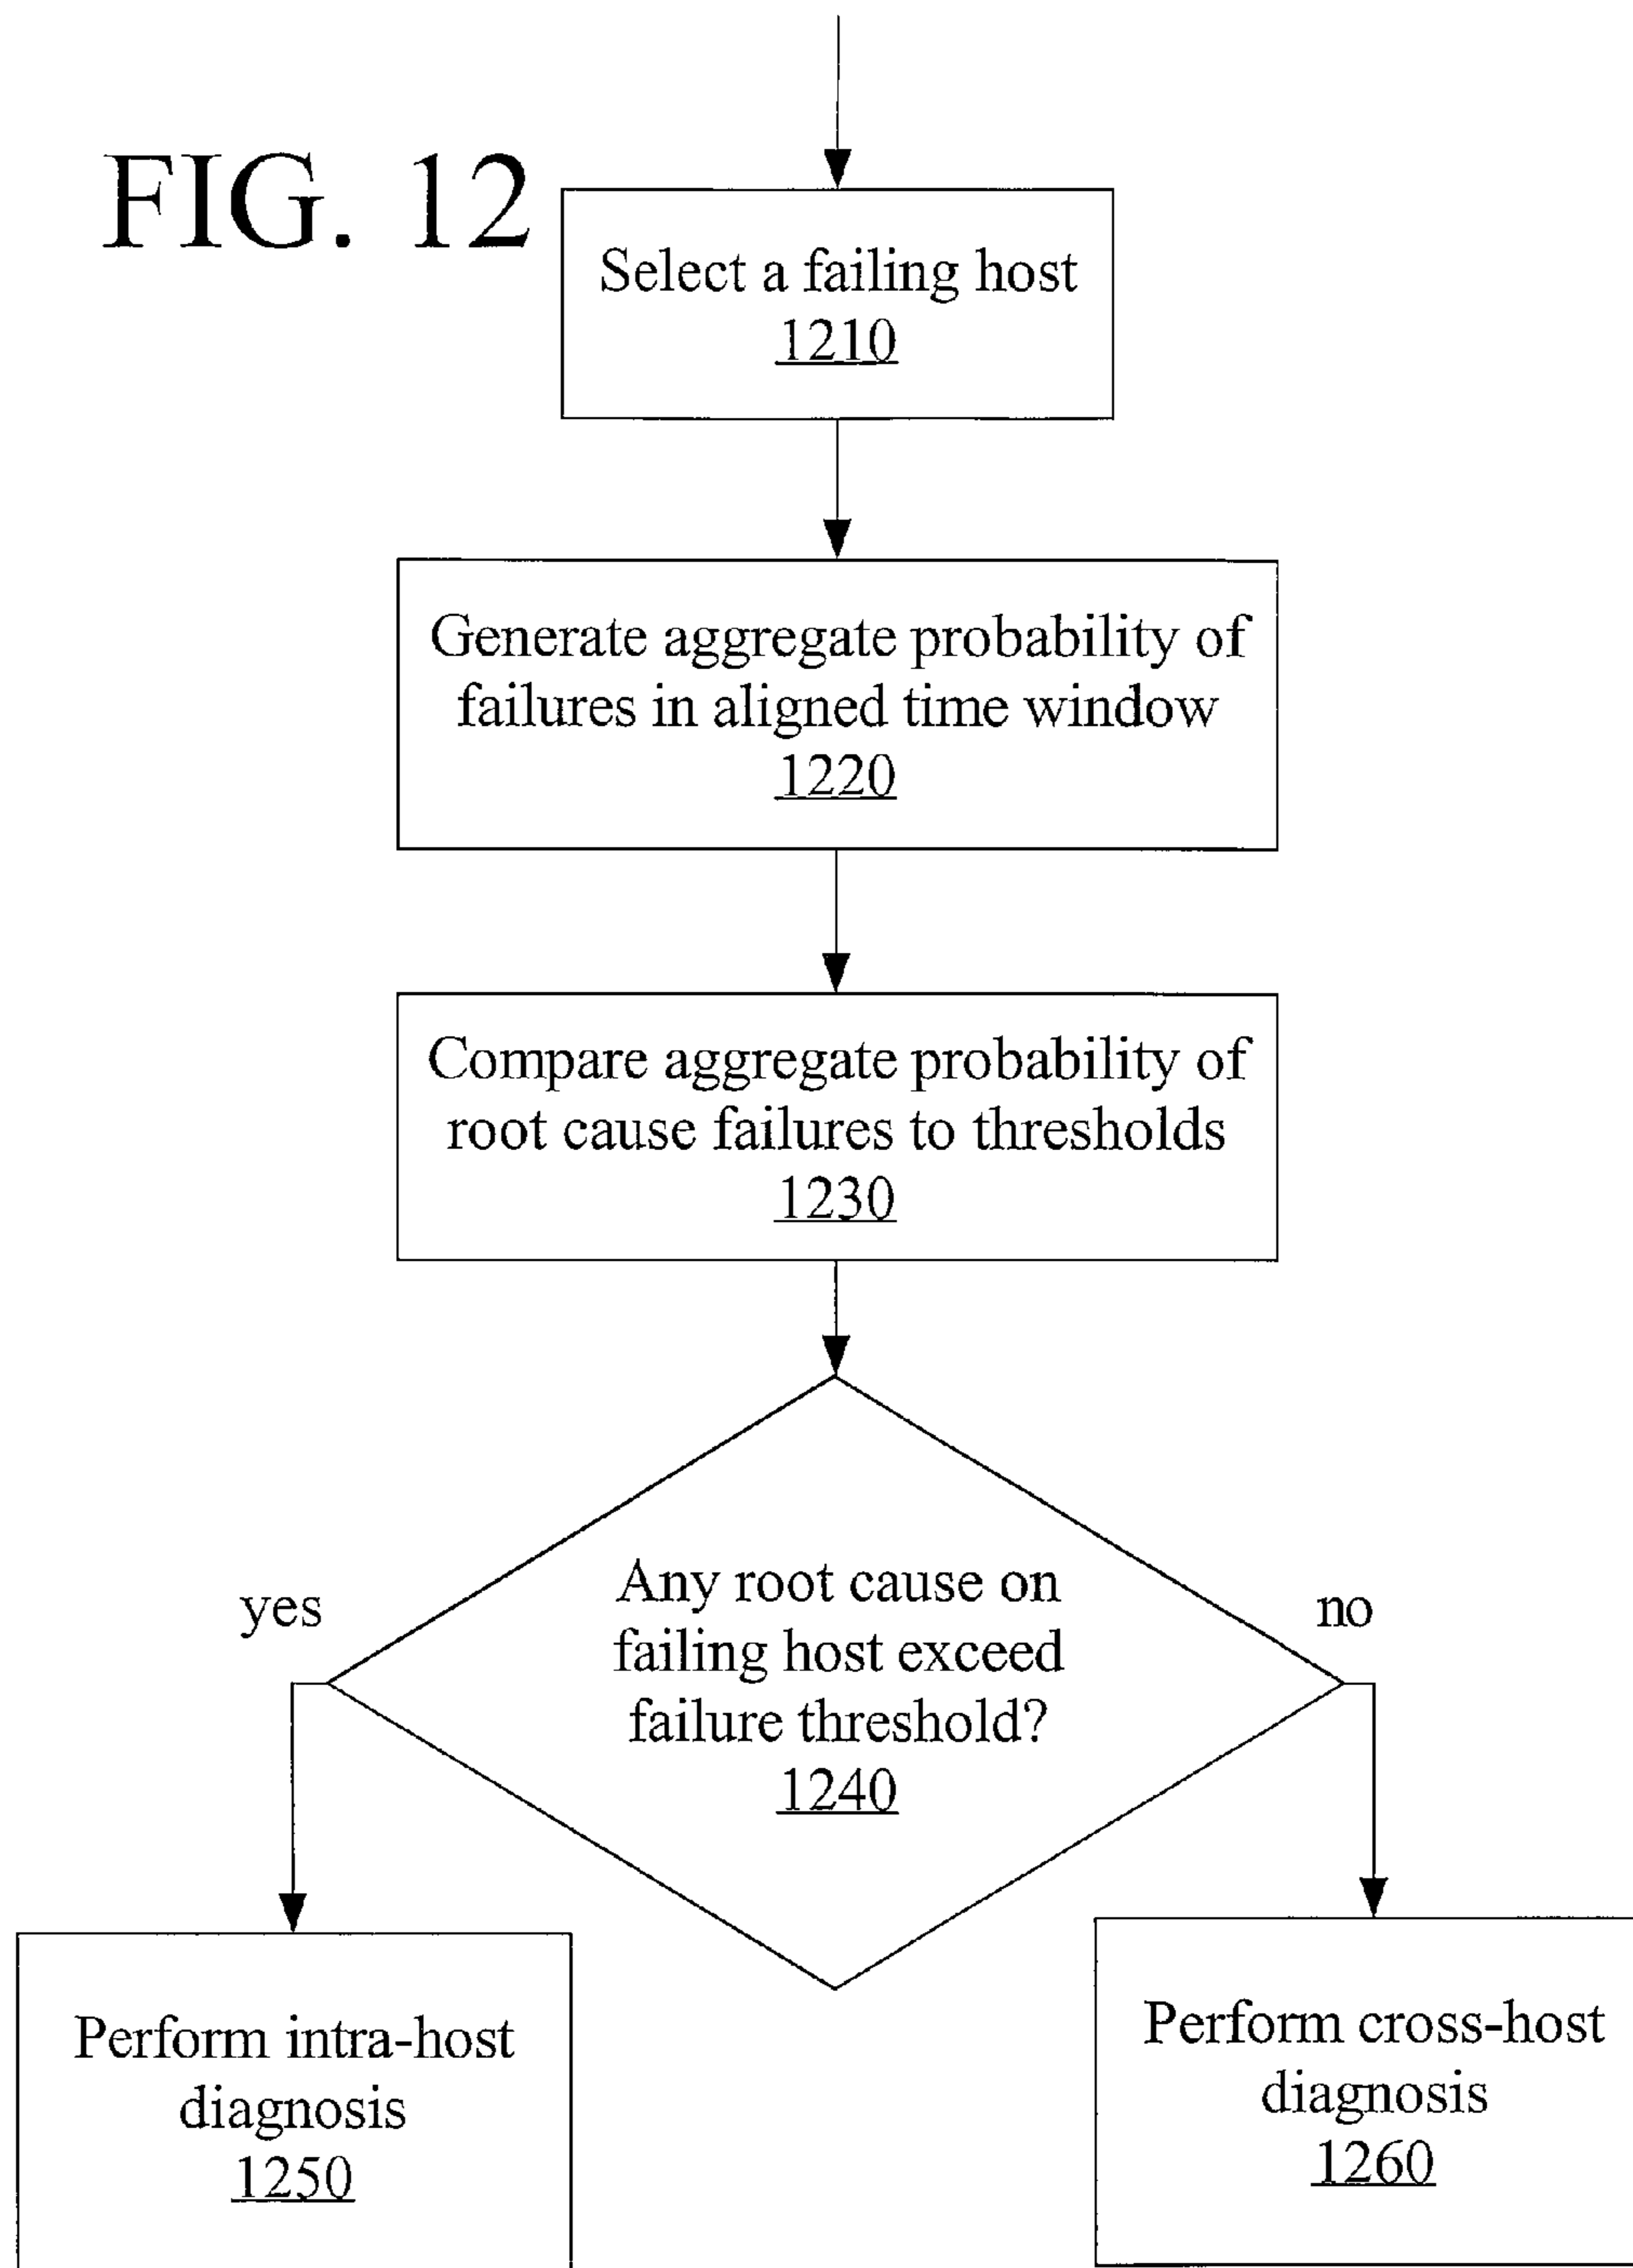 FIG. 12
Select a failing host
1210
Generate aggregate probability of
failures in aligned time window
1220
Compare aggregate probability of
root cause failures to thresholds
1230
Any root cause on
failing host exceed
failure threshold?
1240
yes
no
Perform intra-host
diagnosis
1250
Perform cross-host
diagnosis
1260